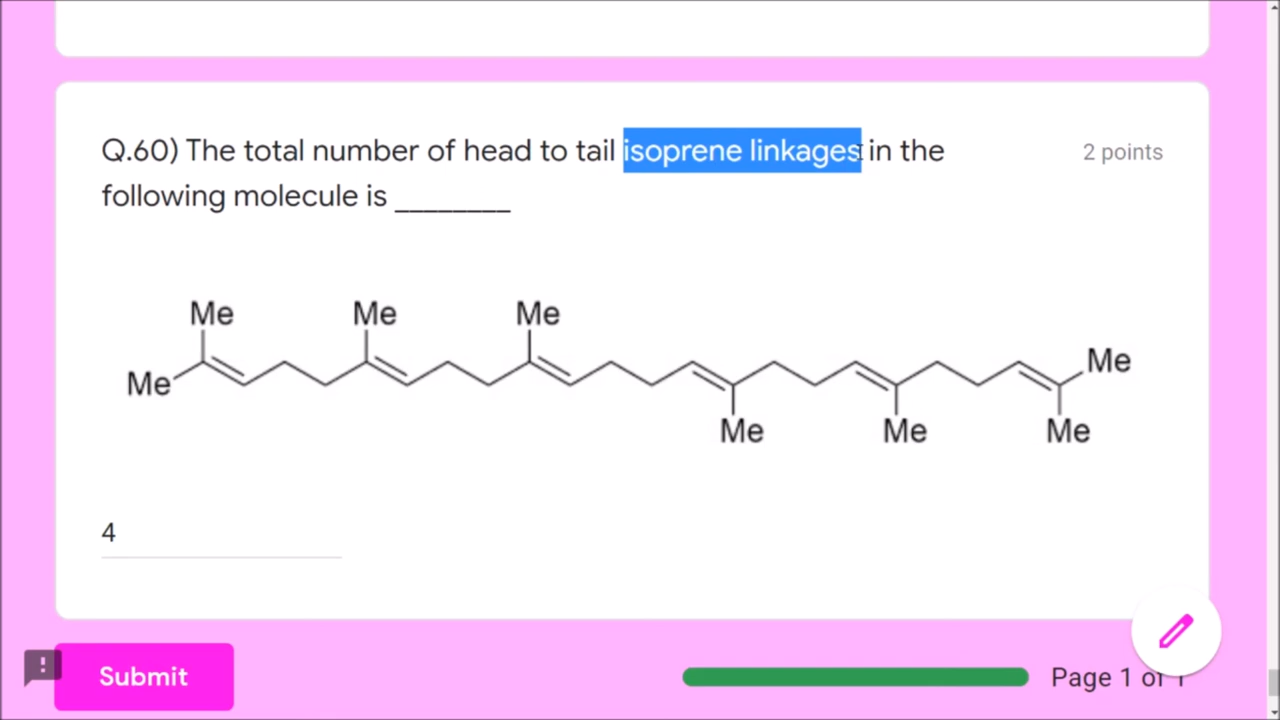 Q.60) The total number of head to tail isoprene linkages in the
2 points
following molecule is ________
Me Me Me
Me Me
Me Me Me
4
Submit
Page 1 of 1